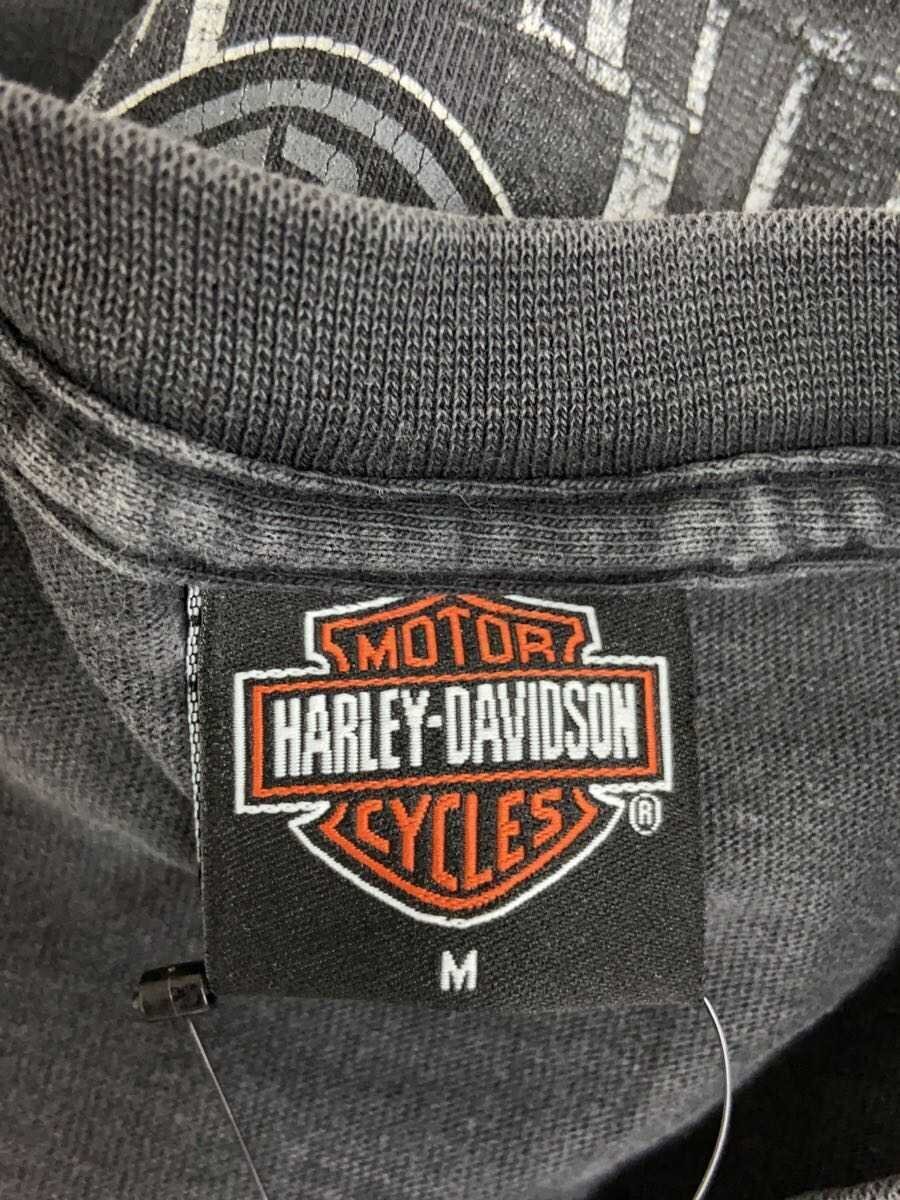 MOTOR
HARLEY-DAVIDSON
CYCLES
®
M